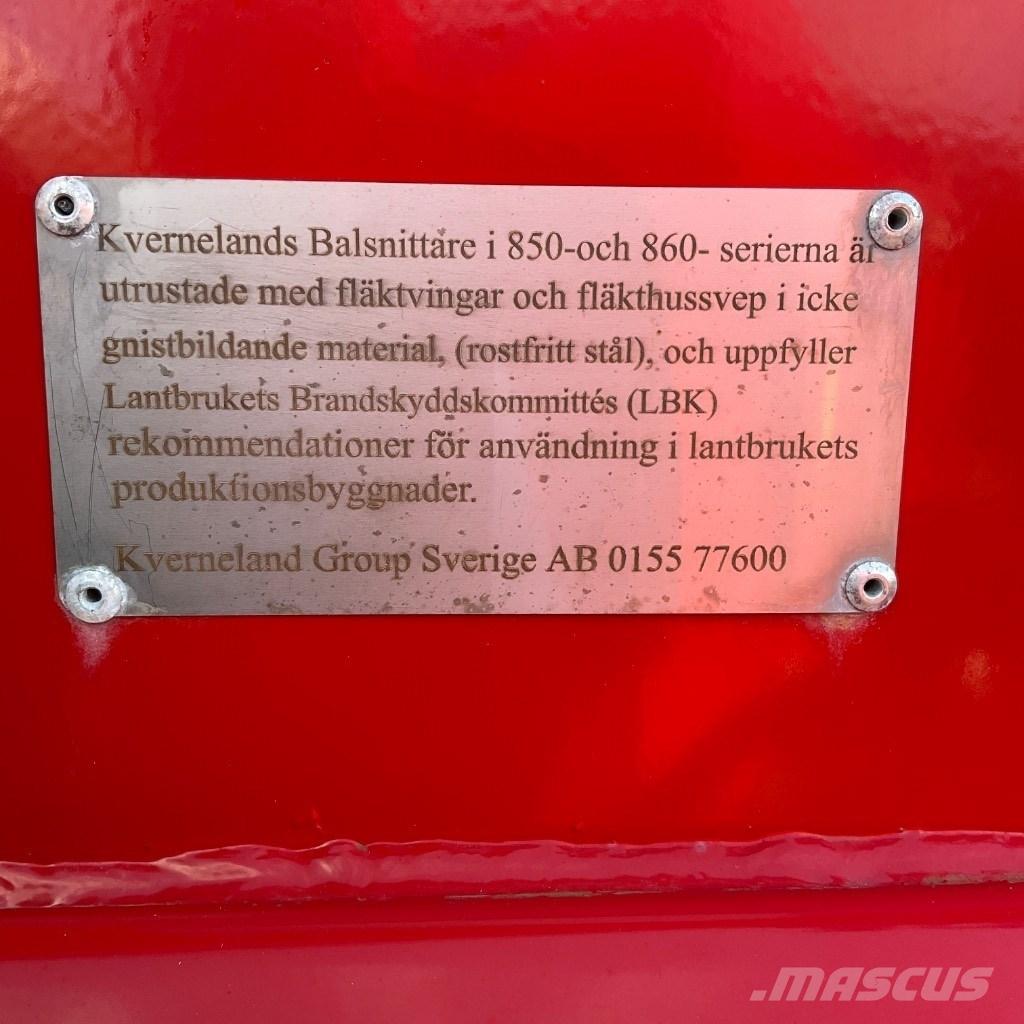 Kvernelands Balsnittare i 850-och 860- serierna är
utrustade med fläktvingar och fläkthussvep i icke
gnistbildande material, (rostfritt stål), och uppfyller
Lantbrukets Brandskyddskommittés (LBK)
rekommendationer för användning i lantbrukets
produktionsbyggnader.
Kverneland Group Sverige AB 0155 77600
.MASCUS